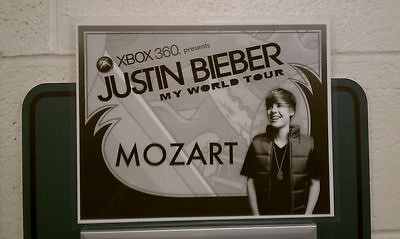 XBOX 360. presents
JUSTIN BIEBER
MY WORLD TOUR
MOZART